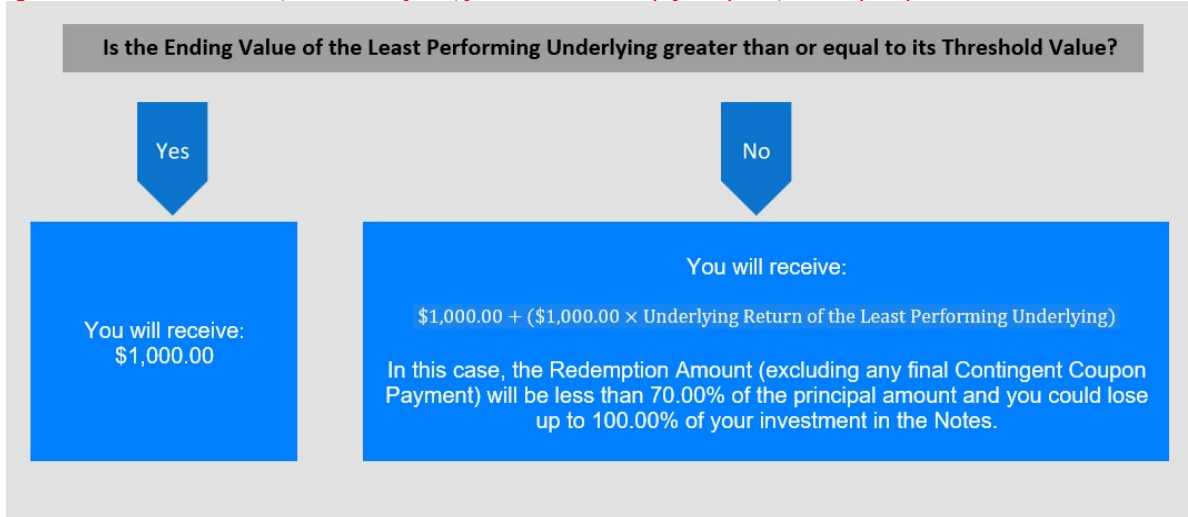 Is the Ending Value of the Least Performing Underlying greater than or equal to its Threshold Value?
Yes
No
You will receive:
$1,000.00
You will receive:
$1,000.00 + ($1,000.00 × Underlying Return of the Least Performing Underlying)
In this case, the Redemption Amount (excluding any final Contingent Coupon
Payment) will be less than 70.00% of the principal amount and you could lose
up to 100.00% of your investment in the Notes.